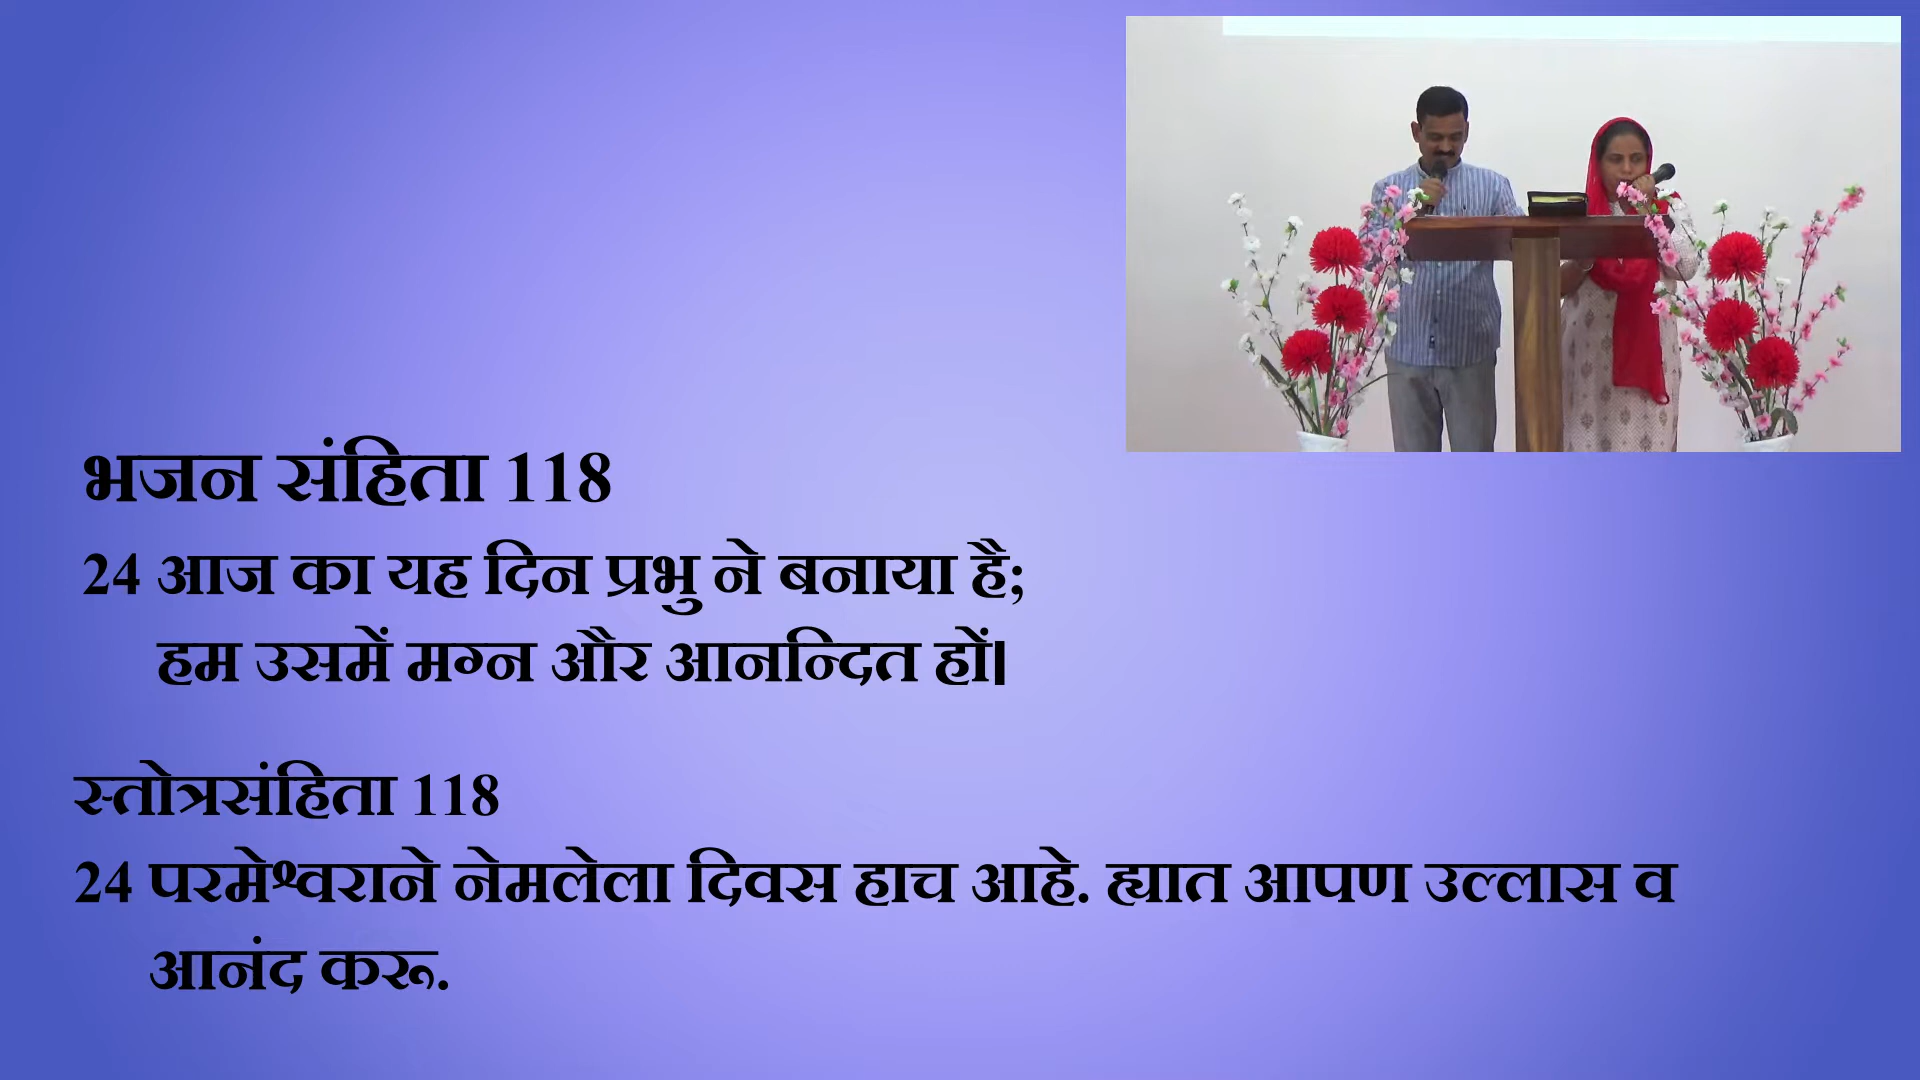 भजन संहिता 118
24 आज का यह दिन प्रभु ने बनाया है;
हम उसमें मग्न और आनन्दित हों।
स्तोत्रसंहिता 118
24 परमेश्वराने नेमलेला दिवस हाच आहे. ह्यात आपण उल्लास व
आनंद करू.